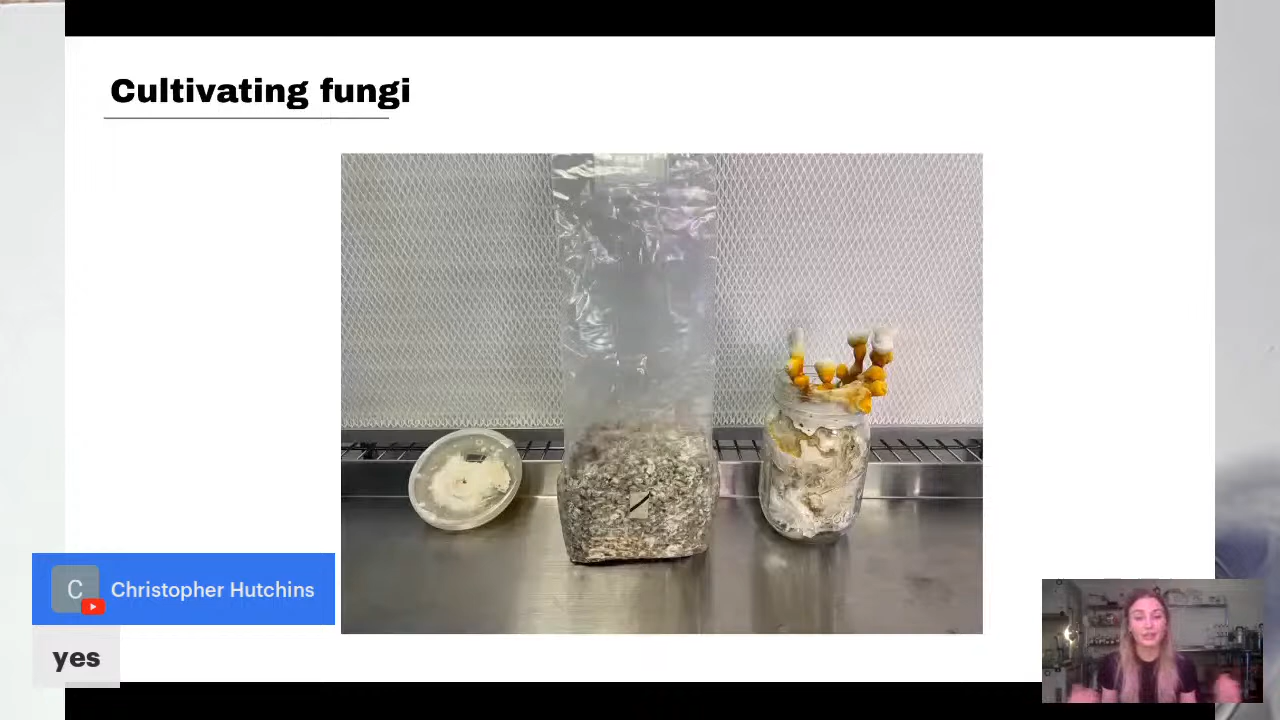 Cultivating fungi
C
Christopher Hutchins
yes